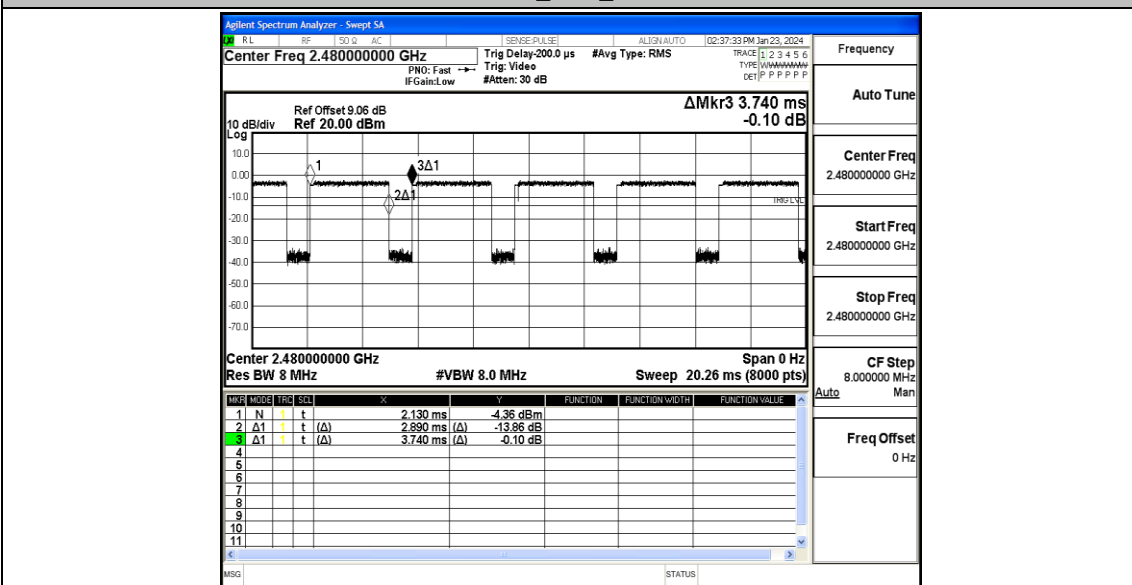 Agilent Spectrum Analyzer - Swept SA
LXI RL RF 50 Ω AC SENSE:PULSE ALIGN AUTO 02:37:33 PM Jan 23, 2024
Center Freq 2.480000000 GHz Trig Delay-200.0 µs #Avg Type: RMS TRACE 1 2 3 4 5 6
PNO: Fast Trig: Video TYPE WWWWWW
IFGain:Low #Atten: 30 dB DET P P P P P P
Frequency
Auto Tune
Center Freq
2.480000000 GHz
Start Freq
2.480000000 GHz
Stop Freq
2.480000000 GHz
CF Step
8.000000 MHz
Auto Man
Freq Offset
0 Hz
ΔMkr3 3.740 ms
-0.10 dB
Ref Offset 9.06 dB
10 dB/div Ref 20.00 dBm
Log
10.0
0.00
-10.0
-20.0
-30.0
-40.0
-50.0
-60.0
-70.0
1
2Δ1
3Δ1
TRIG LVL
Center 2.480000000 GHz Span 0 Hz
Res BW 8 MHz #VBW 8.0 MHz Sweep 20.26 ms (8000 pts)
MKR MODE TRC SCL X Y FUNCTION FUNCTION WIDTH FUNCTION VALUE
1 N 1 t 2.130 ms -4.36 dBm
2 Δ1 1 t (Δ) 2.890 ms (Δ) -13.86 dB
3 Δ1 1 t (Δ) 3.740 ms (Δ) -0.10 dB
4
5
6
7
8
9
10
11
MSG STATUS